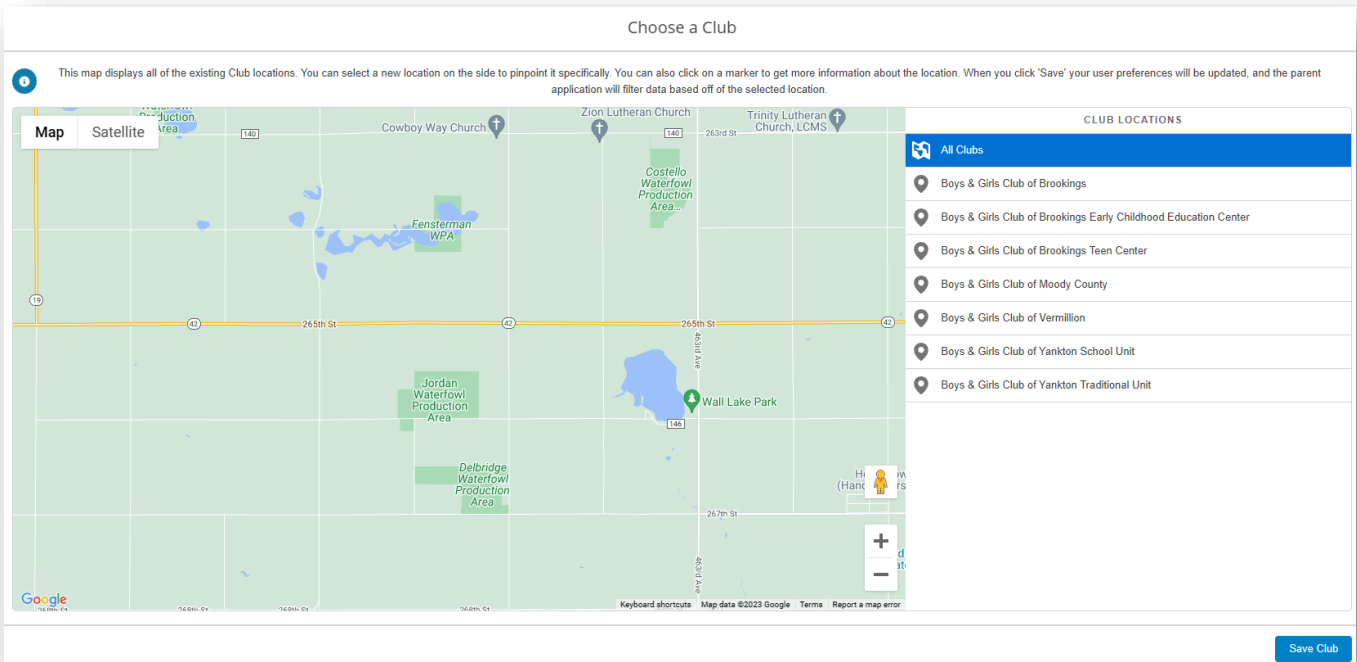 Choose a Club
This map displays all of the existing Club locations. You can select a new location on the side to pinpoint it specifically. You can also click on a marker to get more information about the location. When you click 'Save' your user preferences will be updated, and the parent
application will filter data based off of the selected location.
Map
Satellite
Production
Area
140
Cowboy Way Church
Zion Lutheran Church
140
263rd St
Trinity Lutheran
Church, LCMS
Costello
Waterfowl
Production
Area...
Fensterman
WPA
19
42
265th St
42
265th St
42
463rd Ave
Jordan
Waterfowl
Production
Area
Wall Lake Park
146
Delbridge
Waterfowl
Production
Area
267th St
463rd Ave
Google
268th St
268th St
268th St
Keyboard shortcuts
Map data ©2023 Google
Terms
Report a map error
CLUB LOCATIONS
All Clubs
Boys & Girls Club of Brookings
Boys & Girls Club of Brookings Early Childhood Education Center
Boys & Girls Club of Brookings Teen Center
Boys & Girls Club of Moody County
Boys & Girls Club of Vermillion
Boys & Girls Club of Yankton School Unit
Boys & Girls Club of Yankton Traditional Unit
Save Club